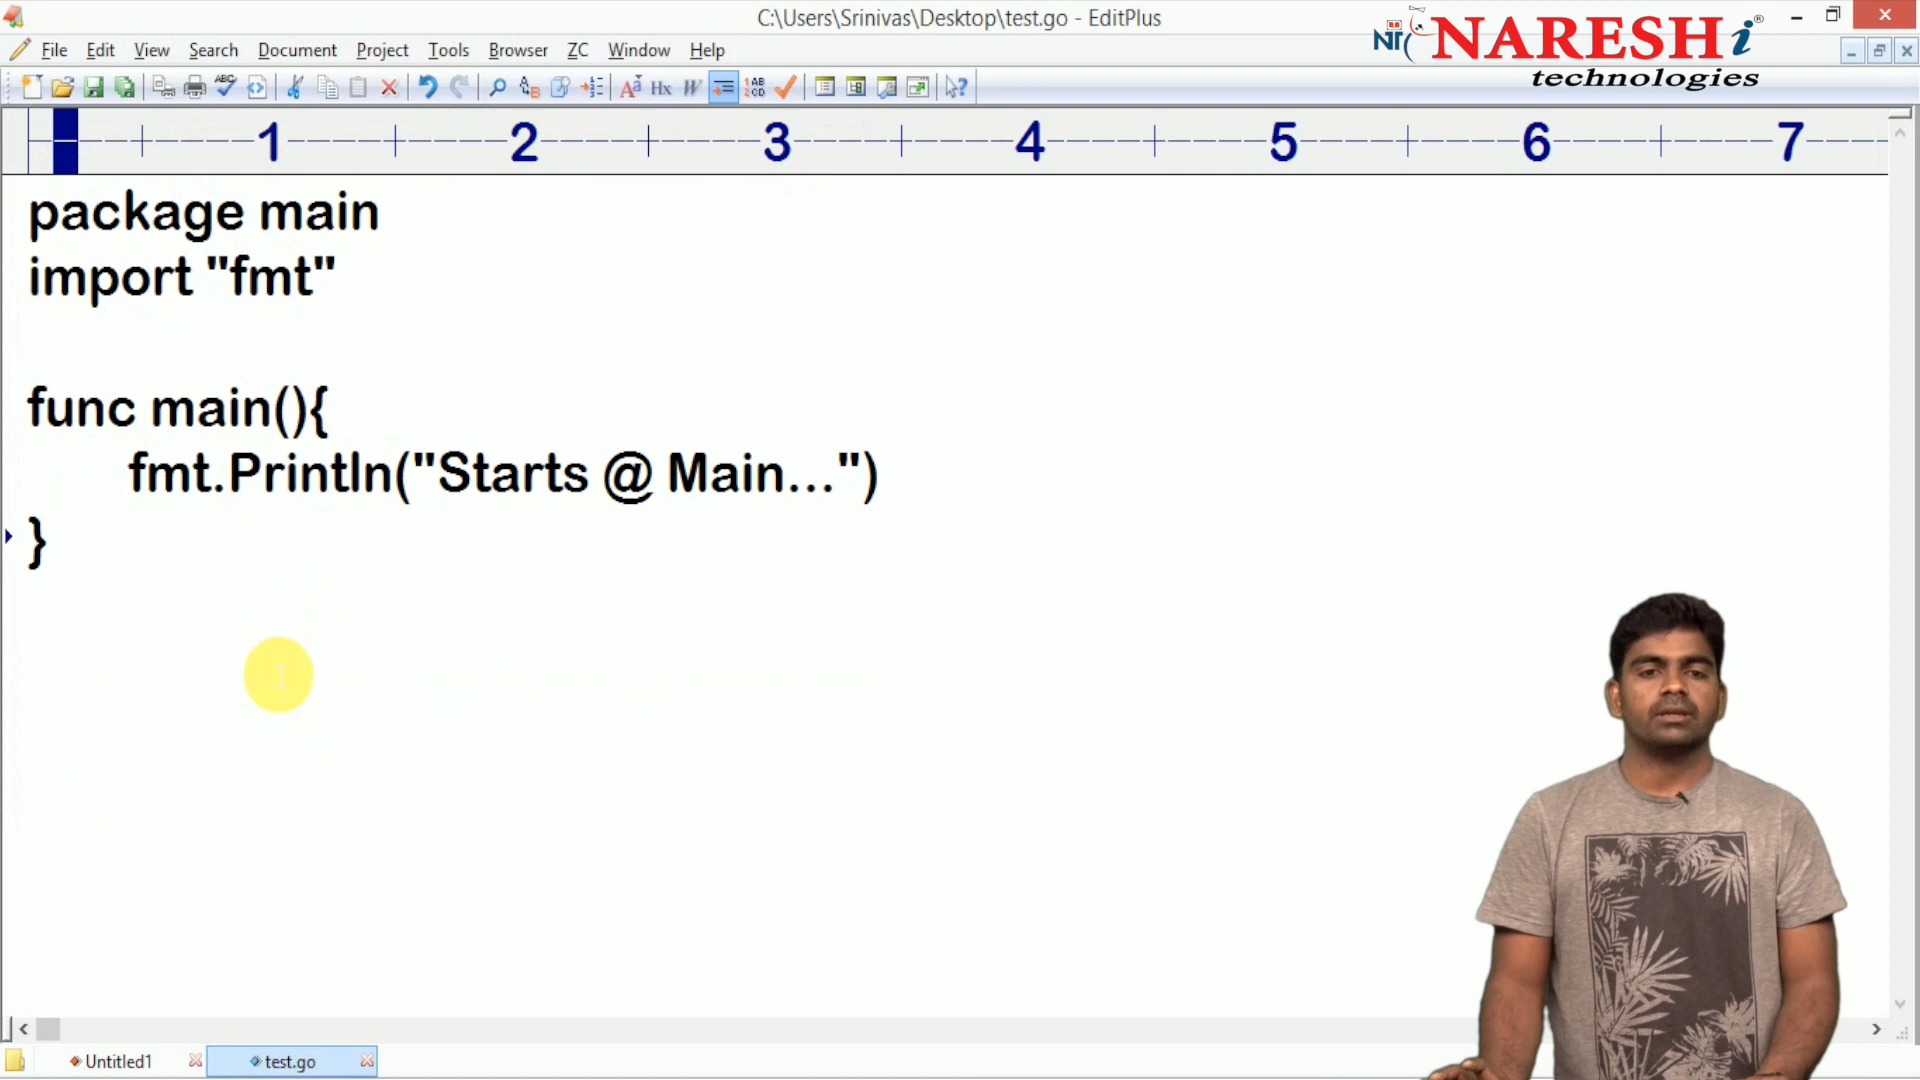 C:\Users\Srinivas\Desktop\test.go - EditPlus
NARESH i
technologies
File Edit View Search Document Project Tools Browser ZC Window Help
1 2 3 4 5 6 7
package main
import "fmt"
func main(){
fmt.Println("Starts @ Main...")
}
Untitled1 test.go